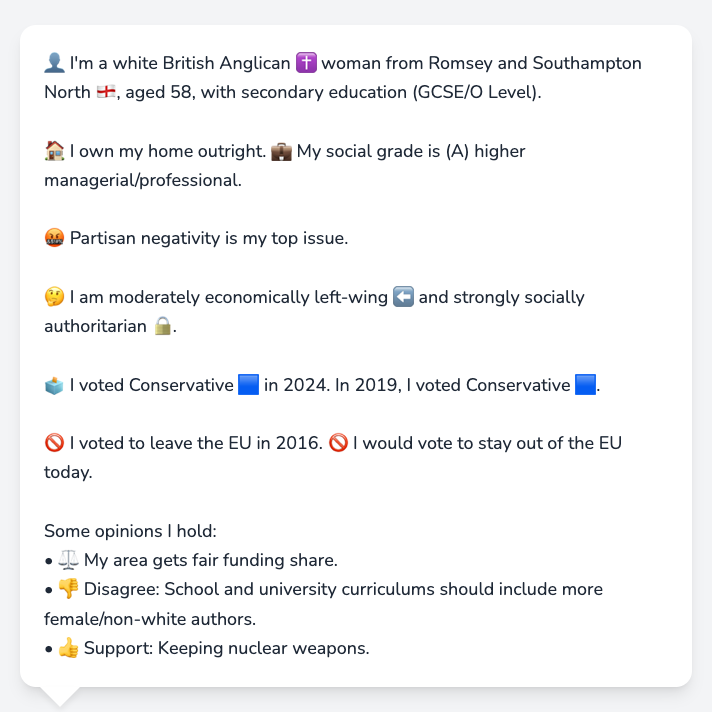 👤 I'm a white British Anglican ✝️ woman from Romsey and Southampton
North 🏴󠁧󠁢󠁥󠁮󠁧󠁿, aged 58, with secondary education (GCSE/O Level).
🏠 I own my home outright. 💼 My social grade is (A) higher
managerial/professional.
🤬 Partisan negativity is my top issue.
🤔 I am moderately economically left-wing ⬅️ and strongly socially
authoritarian 🔒.
🗳️ I voted Conservative 🟦 in 2024. In 2019, I voted Conservative 🟦.
🚫 I voted to leave the EU in 2016. 🚫 I would vote to stay out of the EU
today.
Some opinions I hold:
• ⚖️ My area gets fair funding share.
• 👎 Disagree: School and university curriculums should include more
female/non-white authors.
• 👍 Support: Keeping nuclear weapons.